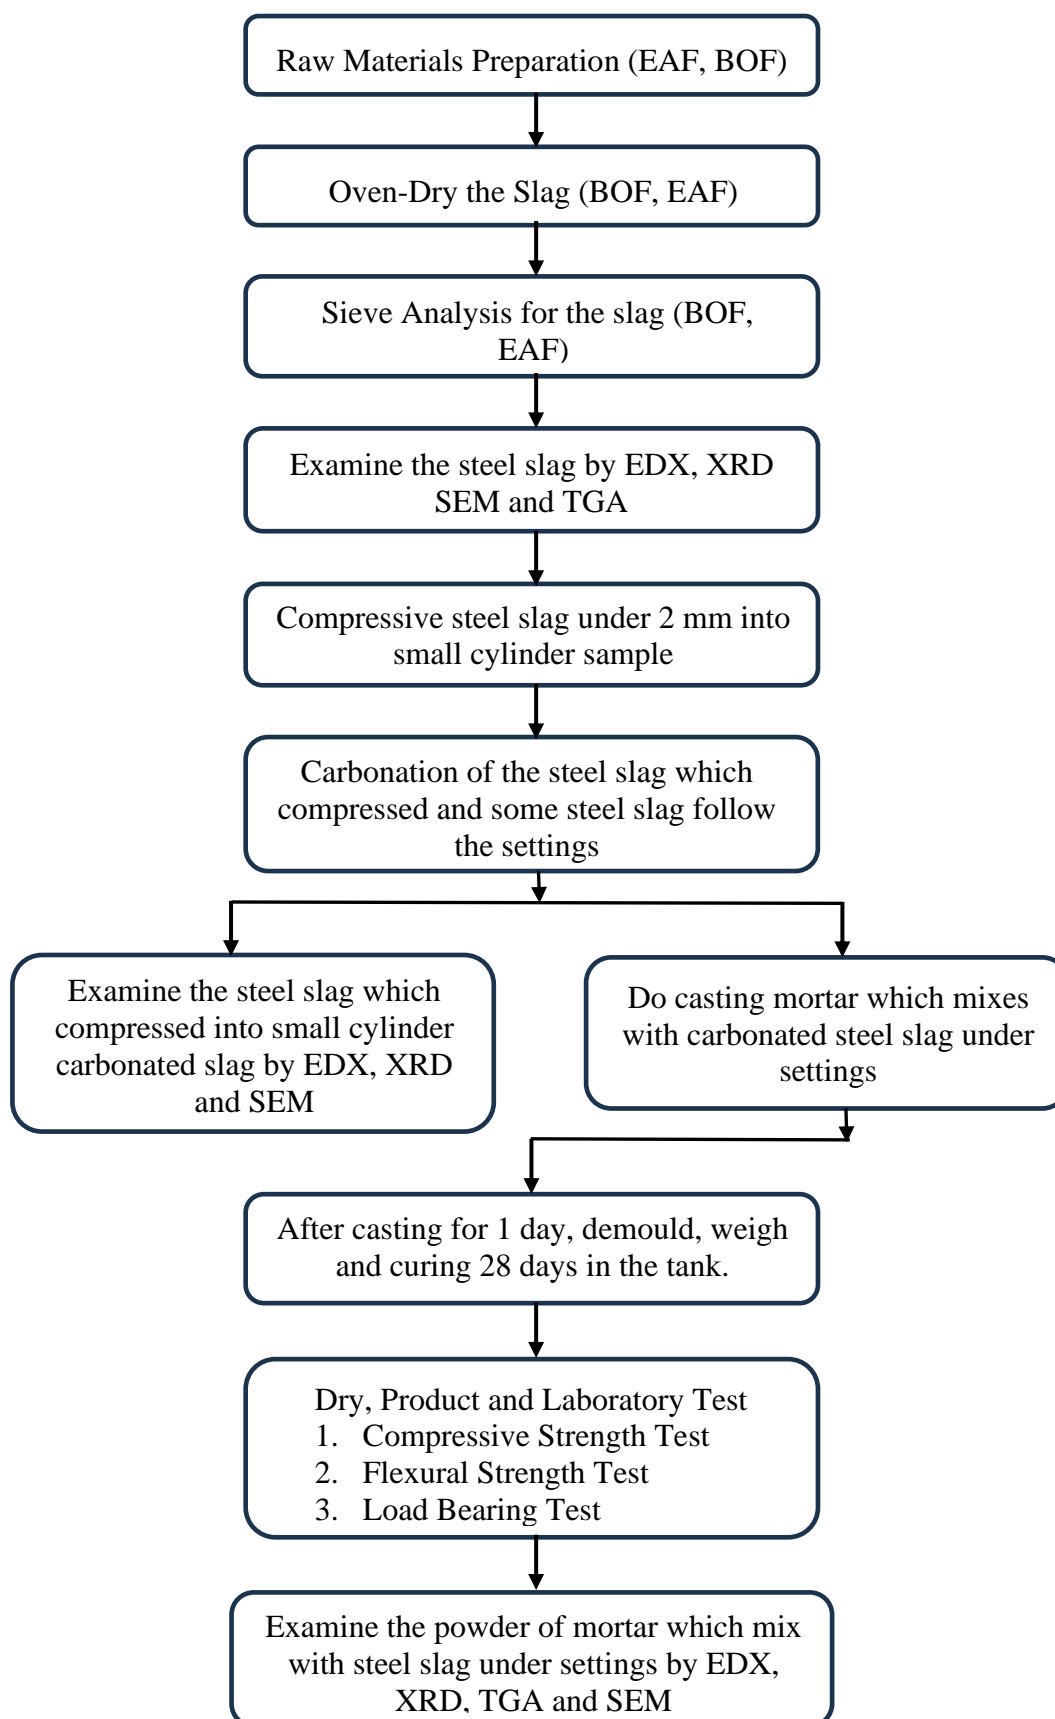 Raw Materials Preparation (EAF, BOF)
Oven-Dry the Slag (BOF, EAF)
Sieve Analysis for the slag (BOF,
EAF)
Examine the steel slag by EDX, XRD
SEM and TGA
Compressive steel slag under 2 mm into
small cylinder sample
Carbonation of the steel slag which
compressed and some steel slag follow
the settings
Examine the steel slag which
compressed into small cylinder
carbonated slag by EDX, XRD
and SEM
Do casting mortar which mixes
with carbonated steel slag under
settings
After casting for 1 day, demould, weigh
and curing 28 days in the tank.
Dry, Product and Laboratory Test
1. Compressive Strength Test
2. Flexural Strength Test
3. Load Bearing Test
Examine the powder of mortar which mix
with steel slag under settings by EDX,
XRD, TGA and SEM